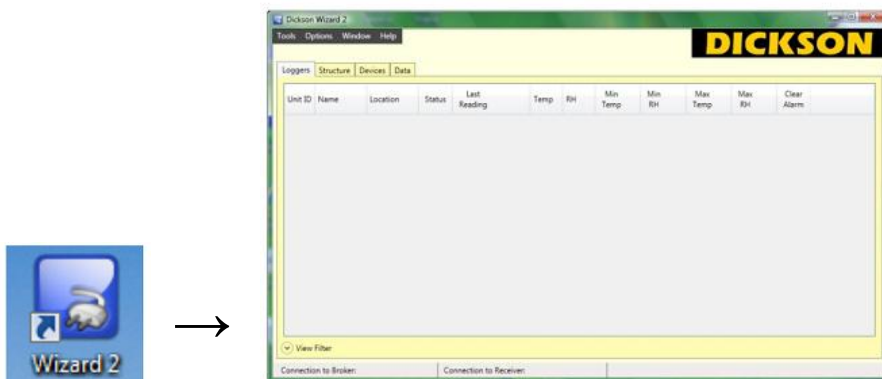 Dickson Wizard 2
Tools Options Window Help
DICKSON
Loggers Structure Devices Data
Unit ID Name Location Status Last Reading Temp RH Min Temp Min RH Max Temp Max RH Clear Alarm
View Filter
Connection to Broker: Connection to Receiver:
Wizard 2